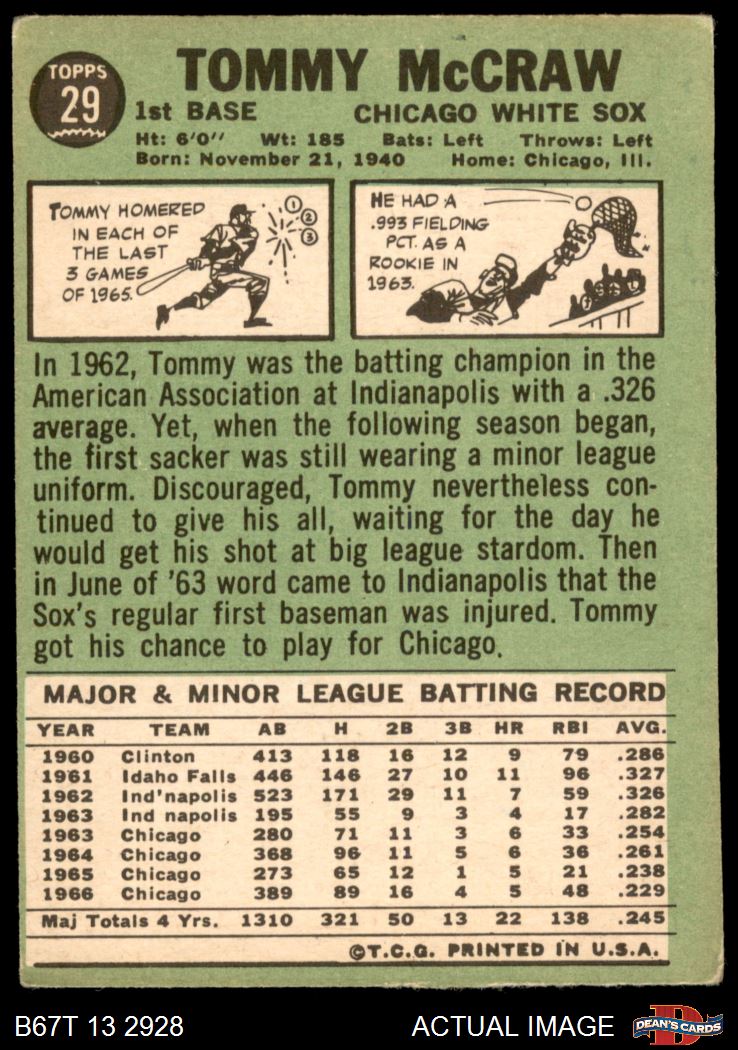 TOPPS
29
TOMMY McCRAW
1st BASE CHICAGO WHITE SOX
Ht: 6'0" Wt: 185 Bats: Left Throws: Left
Born: November 21, 1940 Home: Chicago, Ill.
TOMMY HOMERED
IN EACH OF
THE LAST
3 GAMES
OF 1965.
1
2
3
HE HAD A
.993 FIELDING
PCT. AS A
ROOKIE IN
1963.
In 1962, Tommy was the batting champion in the
American Association at Indianapolis with a .326
average. Yet, when the following season began,
the first sacker was still wearing a minor league
uniform. Discouraged, Tommy nevertheless con-
tinued to give his all, waiting for the day he
would get his shot at big league stardom. Then
in June of '63 word came to Indianapolis that the
Sox's regular first baseman was injured. Tommy
got his chance to play for Chicago.
MAJOR & MINOR LEAGUE BATTING RECORD
YEAR TEAM AB H 2B 3B HR RBI AVG.
1960 Clinton 413 118 16 12 9 79 .286
1961 Idaho Falls 446 146 27 10 11 96 .327
1962 Ind'napolis 523 171 29 11 7 59 .326
1963 Ind napolis 195 55 9 3 4 17 .282
1963 Chicago 280 71 11 3 6 33 .254
1964 Chicago 368 96 11 5 6 36 .261
1965 Chicago 273 65 12 1 5 21 .238
1966 Chicago 389 89 16 4 5 48 .229
Maj Totals 4 Yrs. 1310 321 50 13 22 138 .245
©T.C.G. PRINTED IN U.S.A.
B67T 13 2928 ACTUAL IMAGE
D
DEAN'S CARDS